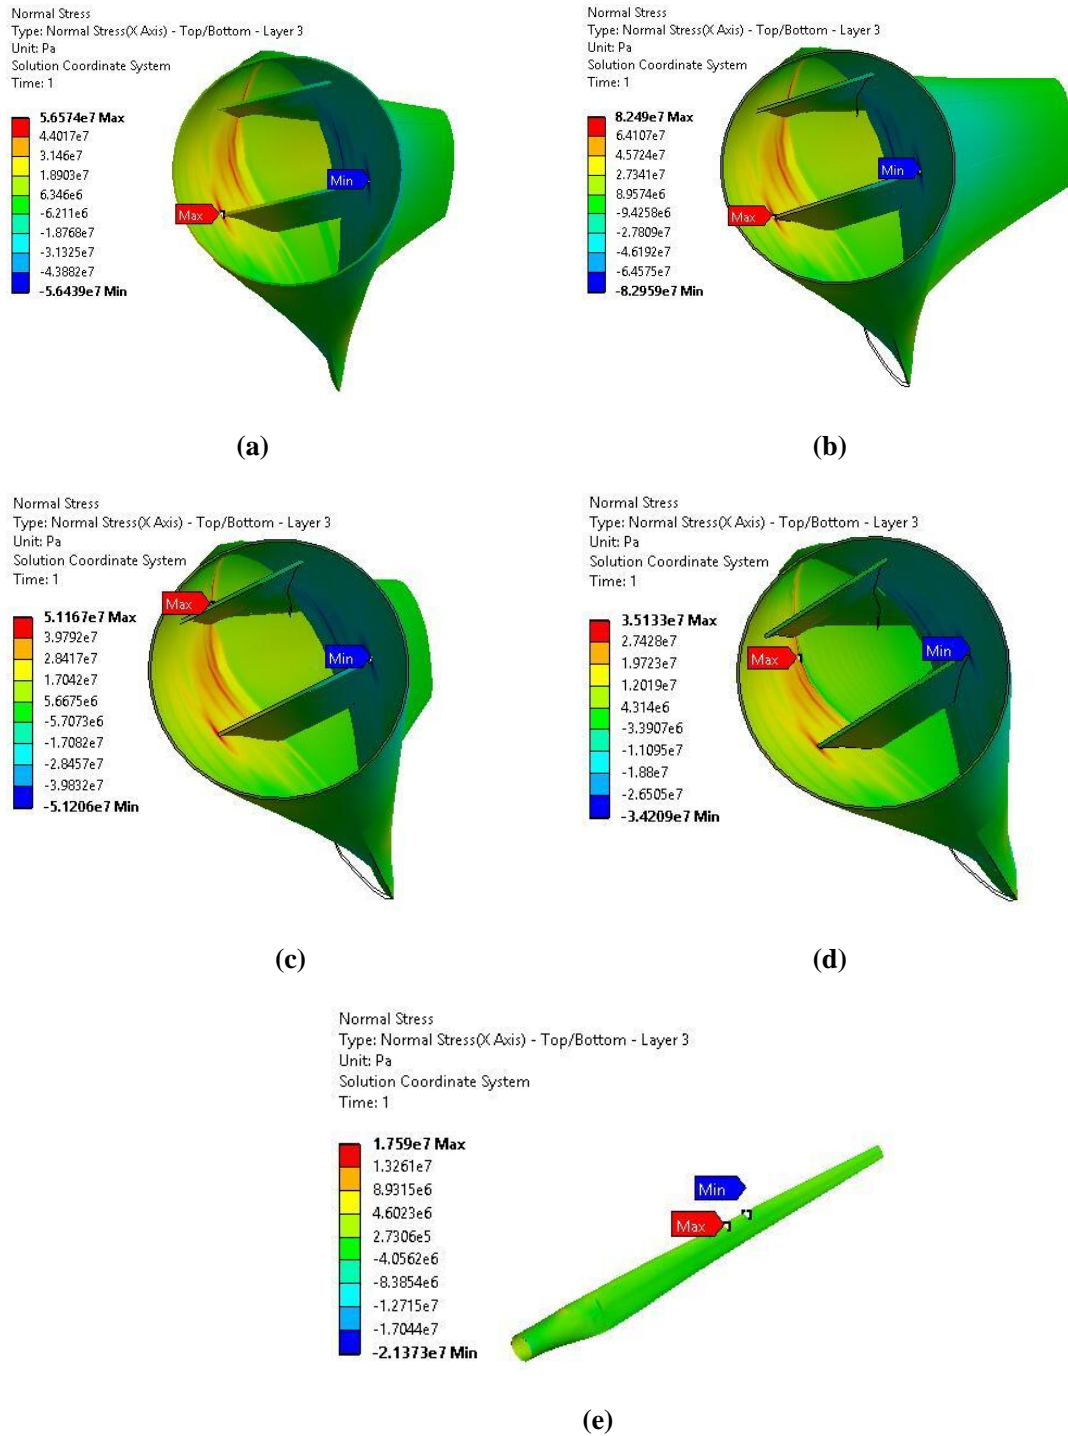 Normal Stress
Type: Normal Stress(X Axis) - Top/Bottom - Layer 3
Unit: Pa
Solution Coordinate System
Time: 1
5.6574e7 Max
4.4017e7
3.146e7
1.8903e7
6.346e6
-6.211e6
-1.8768e7
-3.1325e7
-4.3882e7
-5.6439e7 Min
Max
Min
(a)
Normal Stress
Type: Normal Stress(X Axis) - Top/Bottom - Layer 3
Unit: Pa
Solution Coordinate System
Time: 1
8.249e7 Max
6.4107e7
4.5724e7
2.7341e7
8.9574e6
-9.4258e6
-2.7809e7
-4.6192e7
-6.4575e7
-8.2959e7 Min
Max
Min
(b)
Normal Stress
Type: Normal Stress(X Axis) - Top/Bottom - Layer 3
Unit: Pa
Solution Coordinate System
Time: 1
5.1167e7 Max
3.9792e7
2.8417e7
1.7042e7
5.6675e6
-5.7073e6
-1.7082e7
-2.8457e7
-3.9832e7
-5.1206e7 Min
Max
Min
(c)
Normal Stress
Type: Normal Stress(X Axis) - Top/Bottom - Layer 3
Unit: Pa
Solution Coordinate System
Time: 1
3.5133e7 Max
2.7428e7
1.9723e7
1.2019e7
4.314e6
-3.3907e6
-1.1095e7
-1.88e7
-2.6505e7
-3.4209e7 Min
Max
Min
(d)
Normal Stress
Type: Normal Stress(X Axis) - Top/Bottom - Layer 3
Unit: Pa
Solution Coordinate System
Time: 1
1.759e7 Max
1.3261e7
8.9315e6
4.6023e6
2.7306e5
-4.0562e6
-8.3854e6
-1.2715e7
-1.7044e7
-2.1373e7 Min
Min
Max
(e)